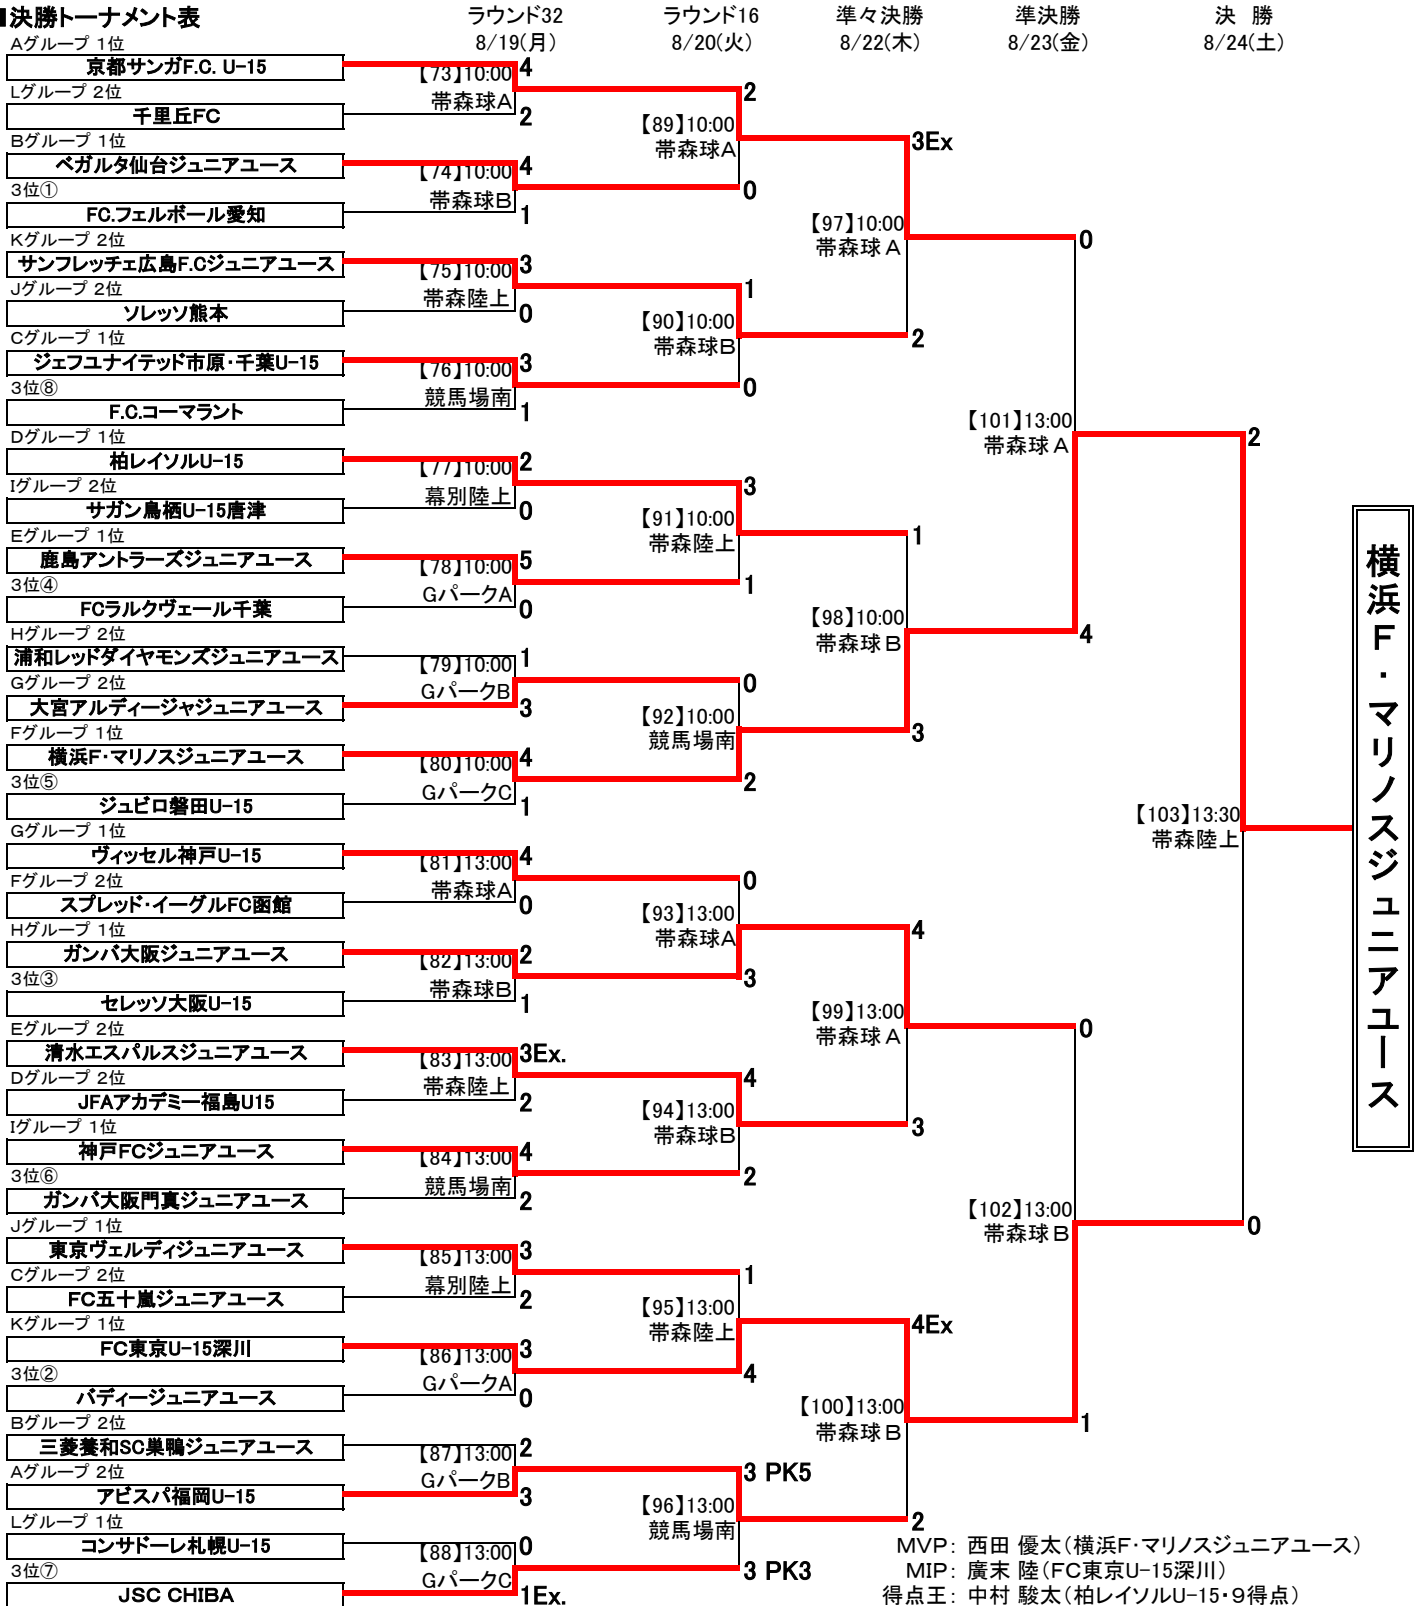 ■決勝トーナメント表
ラウンド32 ラウンド16 準々決勝 準決勝 決 勝
8/19(月) 8/20(火) 8/22(木) 8/23(金) 8/24(土)
Aグループ 1位
京都サンガF.C. U-15
4
【73】10:00
帯森球A
Lグループ 2位
千里丘FC
2
2
【89】10:00
帯森球A
Bグループ 1位
ベガルタ仙台ジュニアユース
4
【74】10:00
帯森球B
3Ex
3位①
FC.フェルボール愛知
1
0
【97】10:00
帯森球A
Kグループ 2位
サンフレッチェ広島F.Cジュニアユース
3
【75】10:00
帯森陸上
0
Jグループ 2位
ソレッソ熊本
0
1
【90】10:00
帯森球B
Cグループ 1位
ジェフユナイテッド市原・千葉U-15
3
【76】10:00
競馬場南
2
3位⑧
F.C.コーマラント
1
0
【101】13:00
帯森球A
Dグループ 1位
柏レイソルU-15
2
【77】10:00
幕別陸上
2
Iグループ 2位
サガン鳥栖U-15唐津
0
3
【91】10:00
帯森陸上
Eグループ 1位
鹿島アントラーズジュニアユース
5
【78】10:00
GパークA
1
3位④
FCラルクヴェール千葉
0
1
【98】10:00
帯森球B
Hグループ 2位
浦和レッドダイヤモンズジュニアユース
1
【79】10:00
GパークB
4
Gグループ 2位
大宮アルディージャジュニアユース
3
0
【92】10:00
競馬場南
Fグループ 1位
横浜F・マリノスジュニアユース
4
【80】10:00
GパークC
3
3位⑤
ジュビロ磐田U-15
1
2
【103】13:30
帯森陸上
横浜F・マリノスジュニアユース
Gグループ 1位
ヴィッセル神戸U-15
4
【81】13:00
帯森球A
Fグループ 2位
スプレッド・イーグルFC函館
0
0
【93】13:00
帯森球A
Hグループ 1位
ガンバ大阪ジュニアユース
2
【82】13:00
帯森球B
4
3位③
セレッソ大阪U-15
1
3
【99】13:00
帯森球A
Eグループ 2位
清水エスパルスジュニアユース
3Ex.
【83】13:00
帯森陸上
0
Dグループ 2位
JFAアカデミー福島U15
2
4
【94】13:00
帯森球B
Iグループ 1位
神戸FCジュニアユース
4
【84】13:00
競馬場南
3
3位⑥
ガンバ大阪門真ジュニアユース
2
2
【102】13:00
帯森球B
Jグループ 1位
東京ヴェルディジュニアユース
3
【85】13:00
幕別陸上
0
Cグループ 2位
FC五十嵐ジュニアユース
2
1
【95】13:00
帯森陸上
Kグループ 1位
FC東京U-15深川
3
【86】13:00
GパークA
4Ex
3位②
バディージュニアユース
0
4
【100】13:00
帯森球B
Bグループ 2位
三菱養和SC巣鴨ジュニアユース
2
【87】13:00
GパークB
1
Aグループ 2位
アビスパ福岡U-15
3
3 PK5
【96】13:00
競馬場南
Lグループ 1位
コンサドーレ札幌U-15
0
【88】13:00
GパークC
2
3位⑦
JSC CHIBA
1Ex.
3 PK3
MVP: 西田 優太(横浜F・マリノスジュニアユース)
MIP: 廣末 陸(FC東京U-15深川)
得点王: 中村 駿太(柏レイソルU-15・9得点)